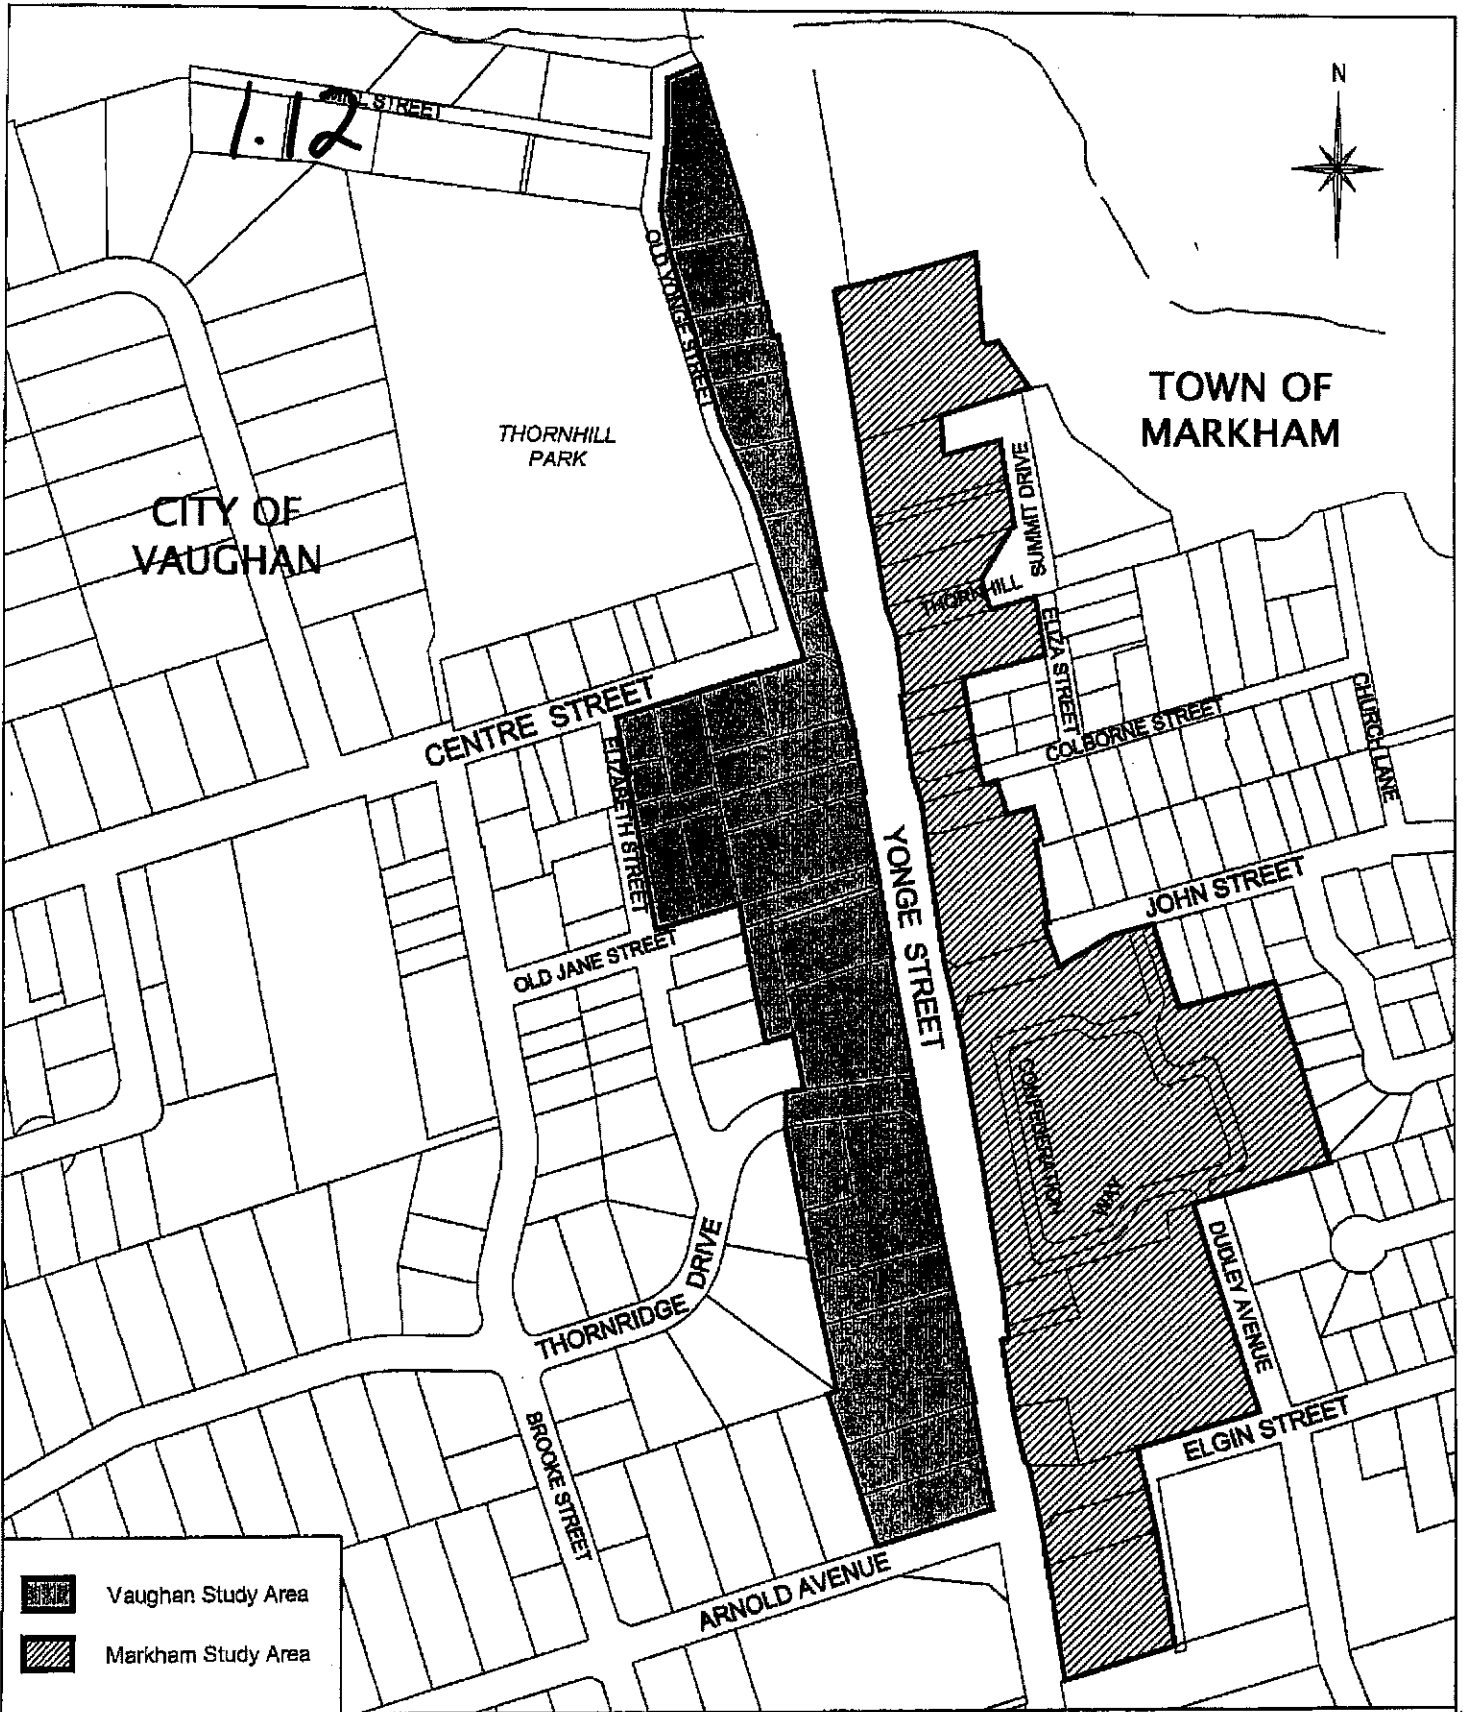 N
MILL STREET
1.12
OLD YONGE STREET
TOWN OF
MARKHAM
THORNHILL
PARK
SUMMIT DRIVE
CITY OF
VAUGHAN
THORNHILL
ELIZA STREET
CENTRE STREET
COLBORNE STREET
CHURCH LANE
ELIZABETH STREET
YONGE STREET
JOHN STREET
OLD JANE STREET
CONFEDERATION
WAY
THORNRIDGE DRIVE
DUDLEY AVENUE
BROOKE STREET
ELGIN STREET
ARNOLD AVENUE
Vaughan Study Area
Markham Study Area